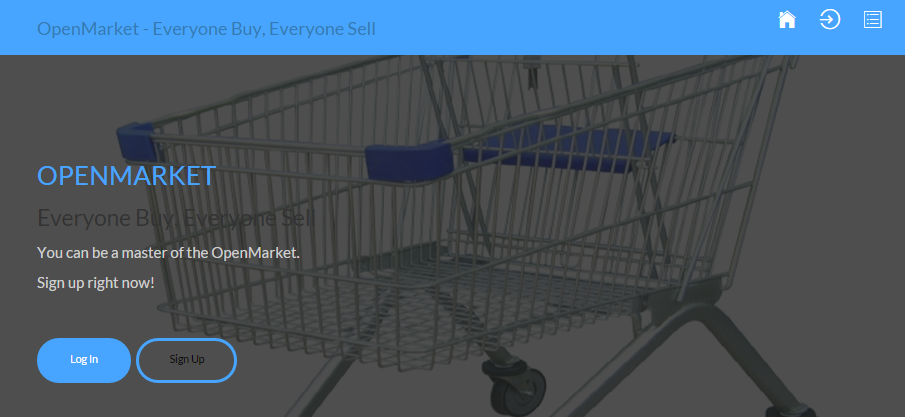 OpenMarket - Everyone Buy, Everyone Sell
OPENMARKET
Everyone Buy, Everyone Sell
You can be a master of the OpenMarket.
Sign up right now!
Log In
Sign Up